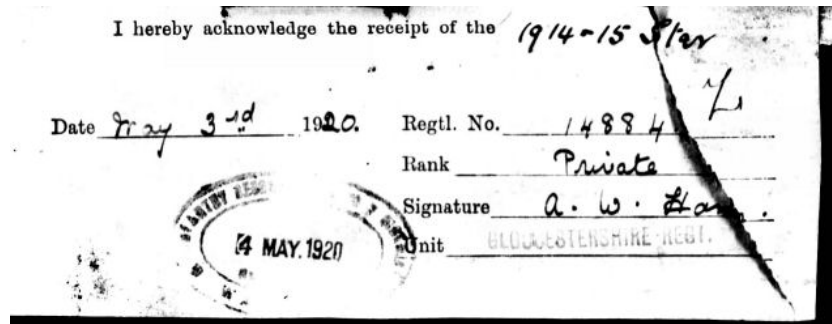 I hereby acknowledge the receipt of the 1914-15 Star
Date May 3rd 1920. Regtl. No. 14884
Rank Private
Signature A. W.
4 MAY. 1920 Unit GLOUCESTERSHIRE REGT.